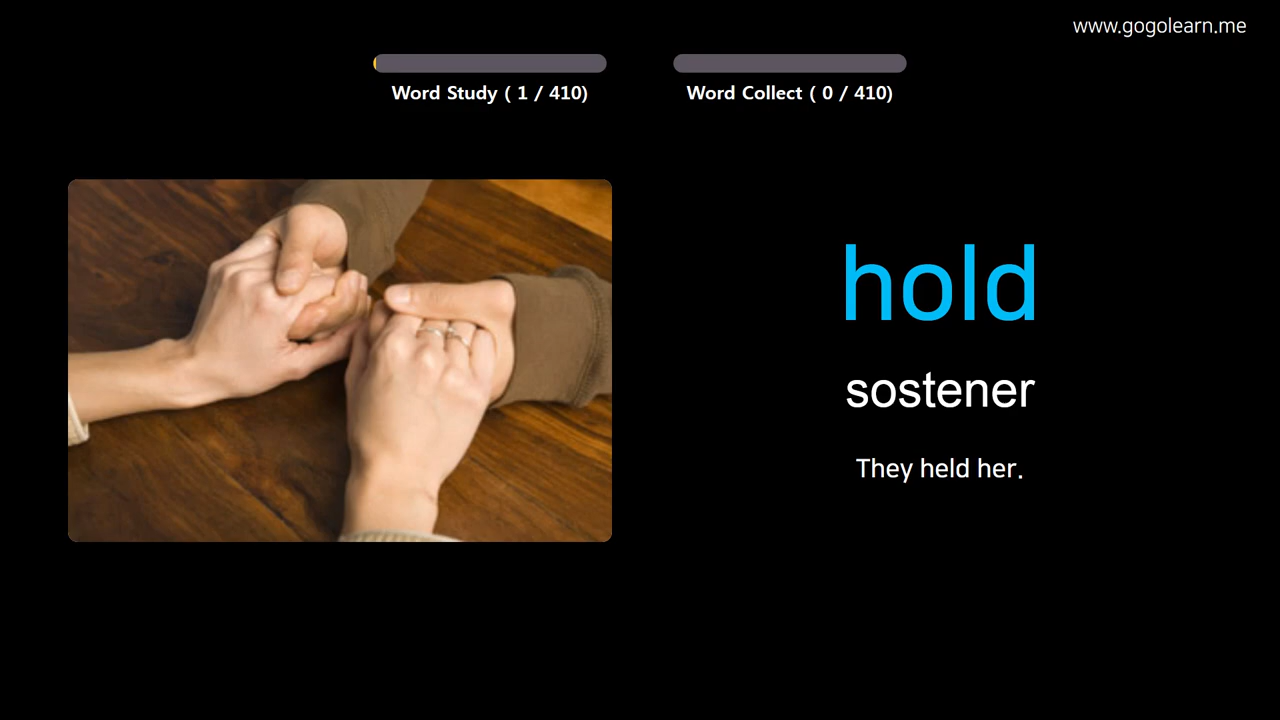 www.gogolearn.me
Word Study ( 1 / 410)
Word Collect ( 0 / 410)
hold
sostener
They held her.